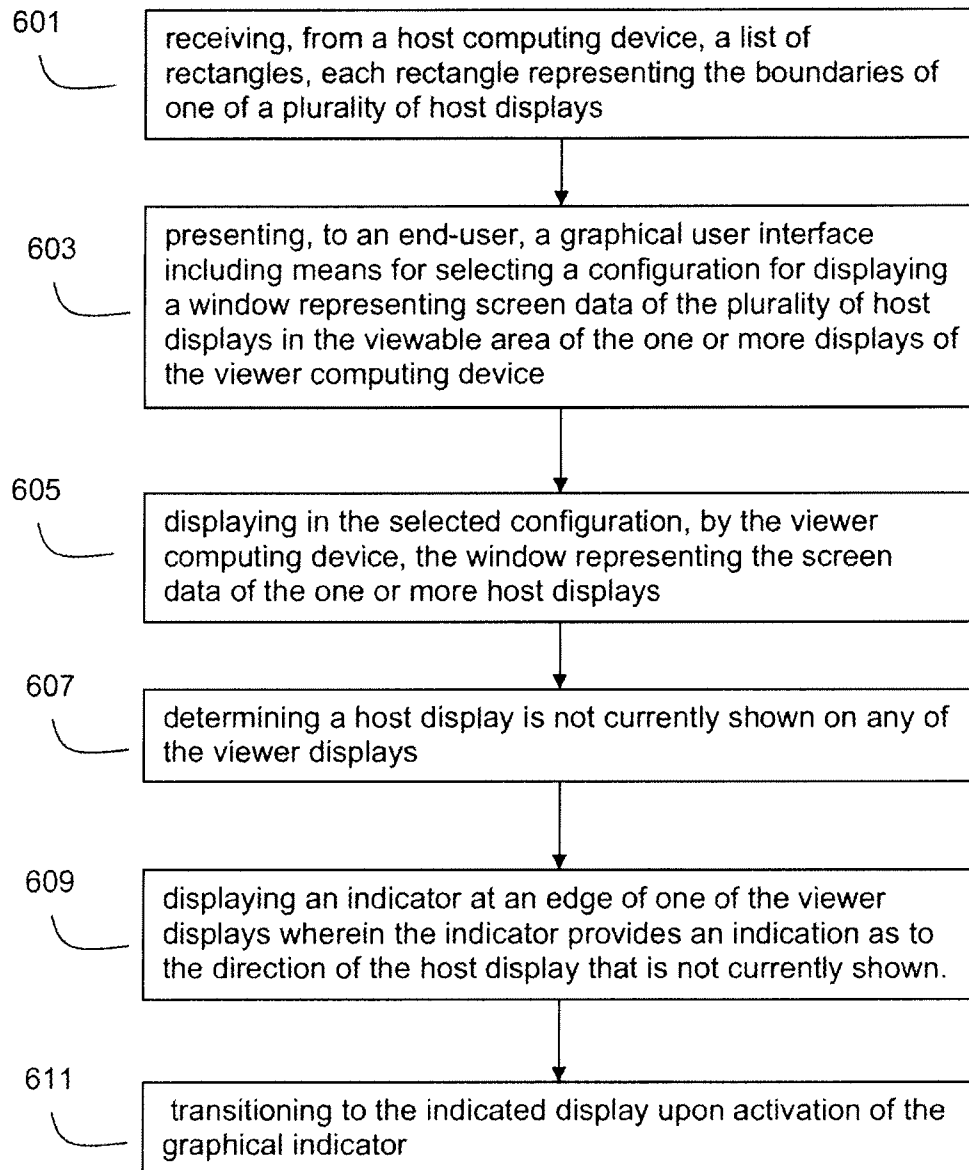 601
receiving, from a host computing device, a list of
rectangles, each rectangle representing the boundaries of
one of a plurality of host displays
603
presenting, to an end-user, a graphical user interface
including means for selecting a configuration for displaying
a window representing screen data of the plurality of host
displays in the viewable area of the one or more displays of
the viewer computing device
605
displaying in the selected configuration, by the viewer
computing device, the window representing the screen
data of the one or more host displays
607
determining a host display is not currently shown on any of
the viewer displays
609
displaying an indicator at an edge of one of the viewer
displays wherein the indicator provides an indication as to
the direction of the host display that is not currently shown.
611
transitioning to the indicated display upon activation of the
graphical indicator